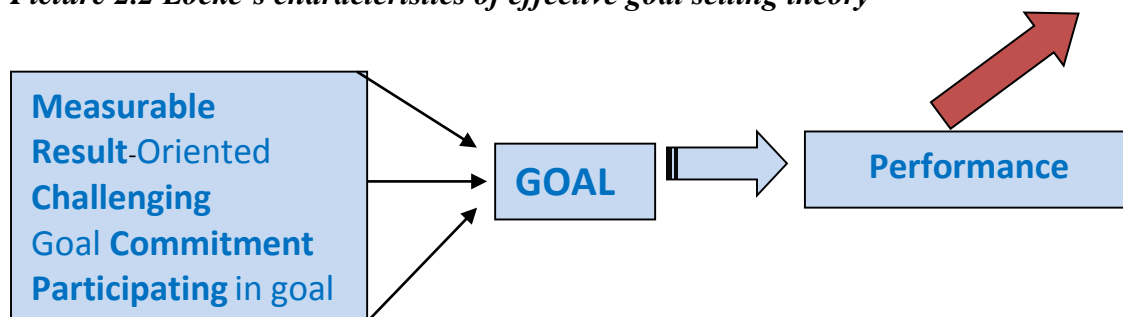 Picture 2.2 Locke's characteristics of effective goal setting theory
Measurable
Result-Oriented
Challenging
Goal Commitment
Participating in goal
GOAL
Performance